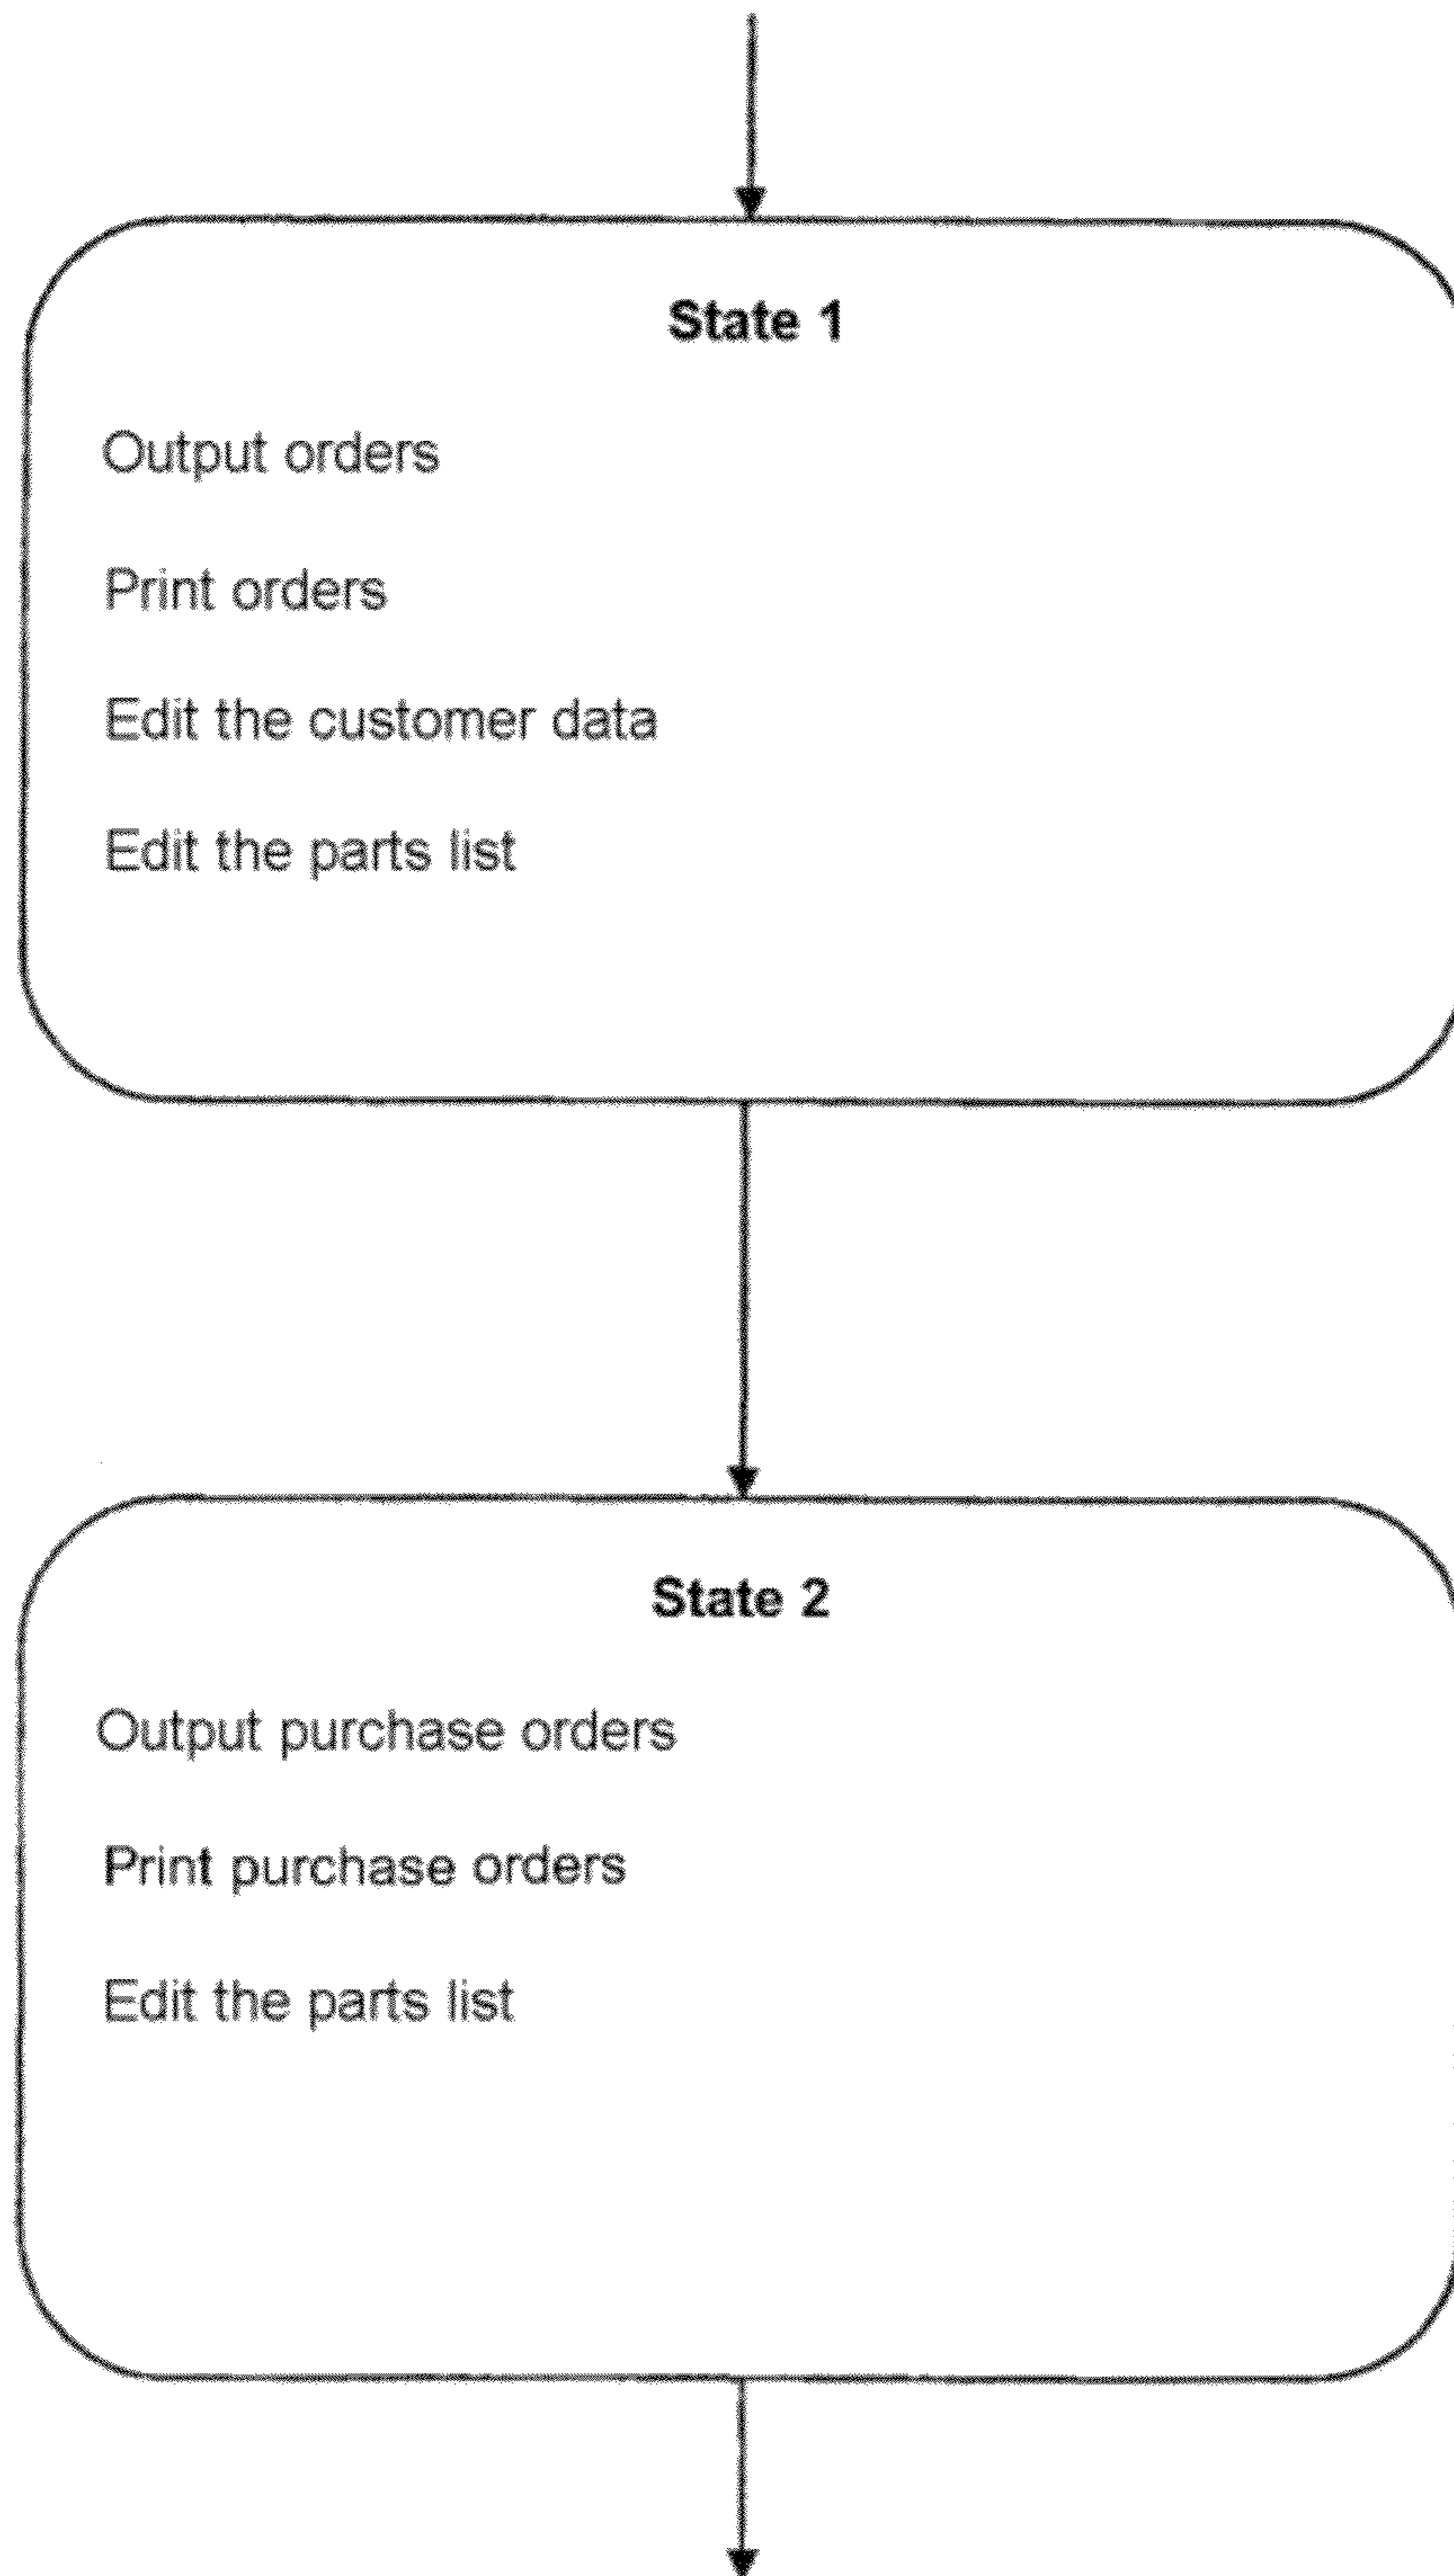 State 1
Output orders
Print orders
Edit the customer data
Edit the parts list
State 2
Output purchase orders
Print purchase orders
Edit the parts list